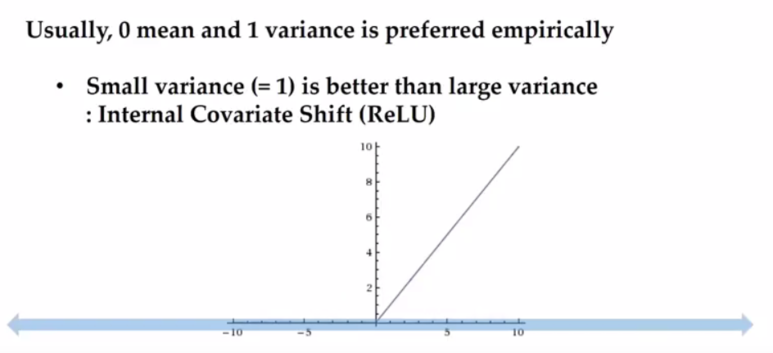 Usually, 0 mean and 1 variance is preferred empirically
• Small variance (= 1) is better than large variance
: Internal Covariate Shift (ReLU)
10
8
6
4
2
-10 -5 5 10